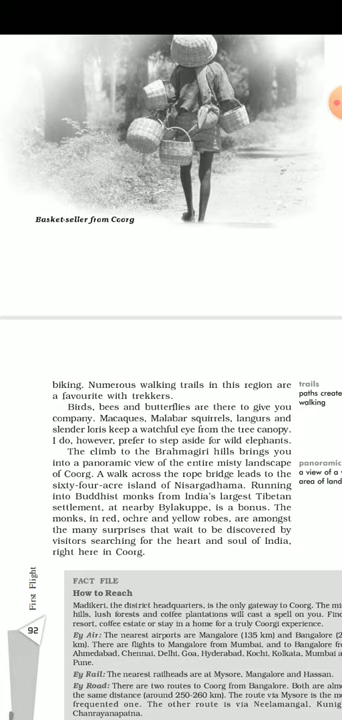 Basket-seller from Coorg
biking. Numerous walking trails in this region are
a favourite with trekkers.
Birds, bees and butterflies are there to give you
company. Macaques, Malabar squirrels, langurs and
slender loris keep a watchful eye from the tree canopy.
I do, however, prefer to step aside for wild elephants.
The climb to the Brahmagiri hills brings you
into a panoramic view of the entire misty landscape
of Coorg. A walk across the rope bridge leads to the
sixty-four-acre island of Nisargadhama. Running
into Buddhist monks from India's largest Tibetan
settlement, at nearby Bylakuppe, is a bonus. The
monks, in red, ochre and yellow robes, are amongst
the many surprises that wait to be discovered by
visitors searching for the heart and soul of India,
right here in Coorg.
trails
paths create
walking
panoramic
a view of a
area of land
First Flight
92
FACT FILE
How to Reach
Madikeri, the district headquarters, is the only gateway to Coorg. The
hills, lush forests and coffee plantations will cast a spell on you.
resort, coffee estate or stay in a home for a truly Coorgi experience.
By Air: The nearest airports are Mangalore (135 km) and Bangalore
km). There are flights to Mangalore from Mumbai, and to Bangalore
Ahmedabad, Chennai, Delhi, Goa, Hyderabad, Kochi, Kolkata, Mumbai
Pune.
By Rail: The nearest railheads are at Mysore, Mangalore and Hassan.
By Road: There are two routes to Coorg from Bangalore. Both are
the same distance (around 250-260 km). The route via Mysore is the
frequented one. The other route is via Neelamangal,
Chanrayanapatna.